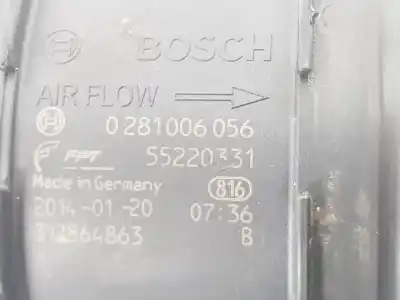 BOSCH
AIR FLOW
0 281 006 056
FPT 55220331
Made in Germany 816
2014-01-20 07:36
B